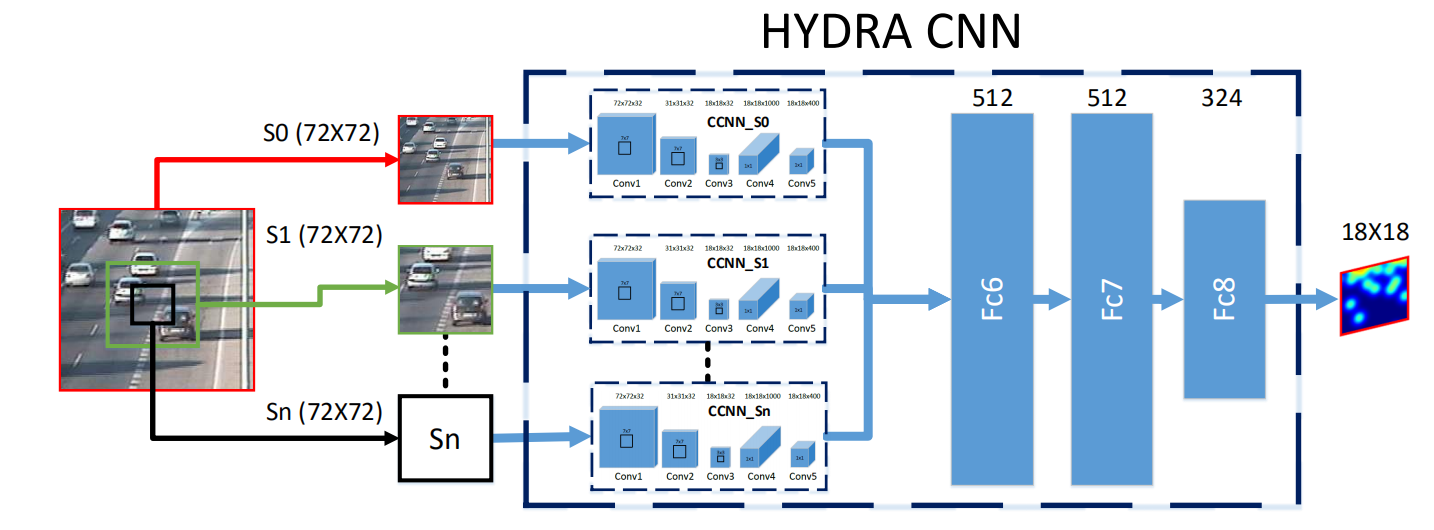 HYDRA CNN
S0 (72X72)
S1 (72X72)
Sn (72X72)
Sn
72x72x32 31x31x32 18x18x32 18x18x1000 18x18x400
CCNN_S0
7x7 7x7 1x1 1x1
Conv1 Conv2 Conv3 Conv4 Conv5
72x72x32 31x31x32 18x18x32 18x18x1000 18x18x400
CCNN_S1
7x7 7x7 1x1 1x1
Conv1 Conv2 Conv3 Conv4 Conv5
72x72x32 31x31x32 18x18x32 18x18x1000 18x18x400
CCNN_Sn
7x7 7x7 1x1 1x1
Conv1 Conv2 Conv3 Conv4 Conv5
512 512 324
Fc6 Fc7 Fc8
18X18